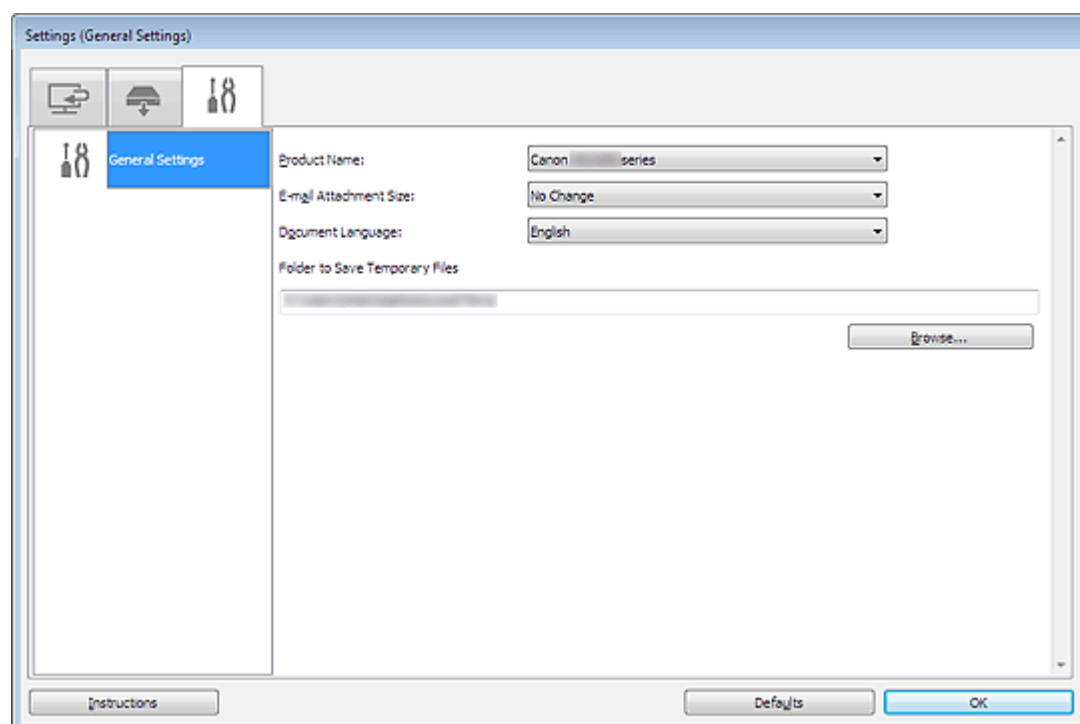 Settings (General Settings)
General Settings
Product Name:
Canon series
E-mail Attachment Size:
No Change
Document Language:
English
Folder to Save Temporary Files
Browse...
Instructions
Defaults
OK